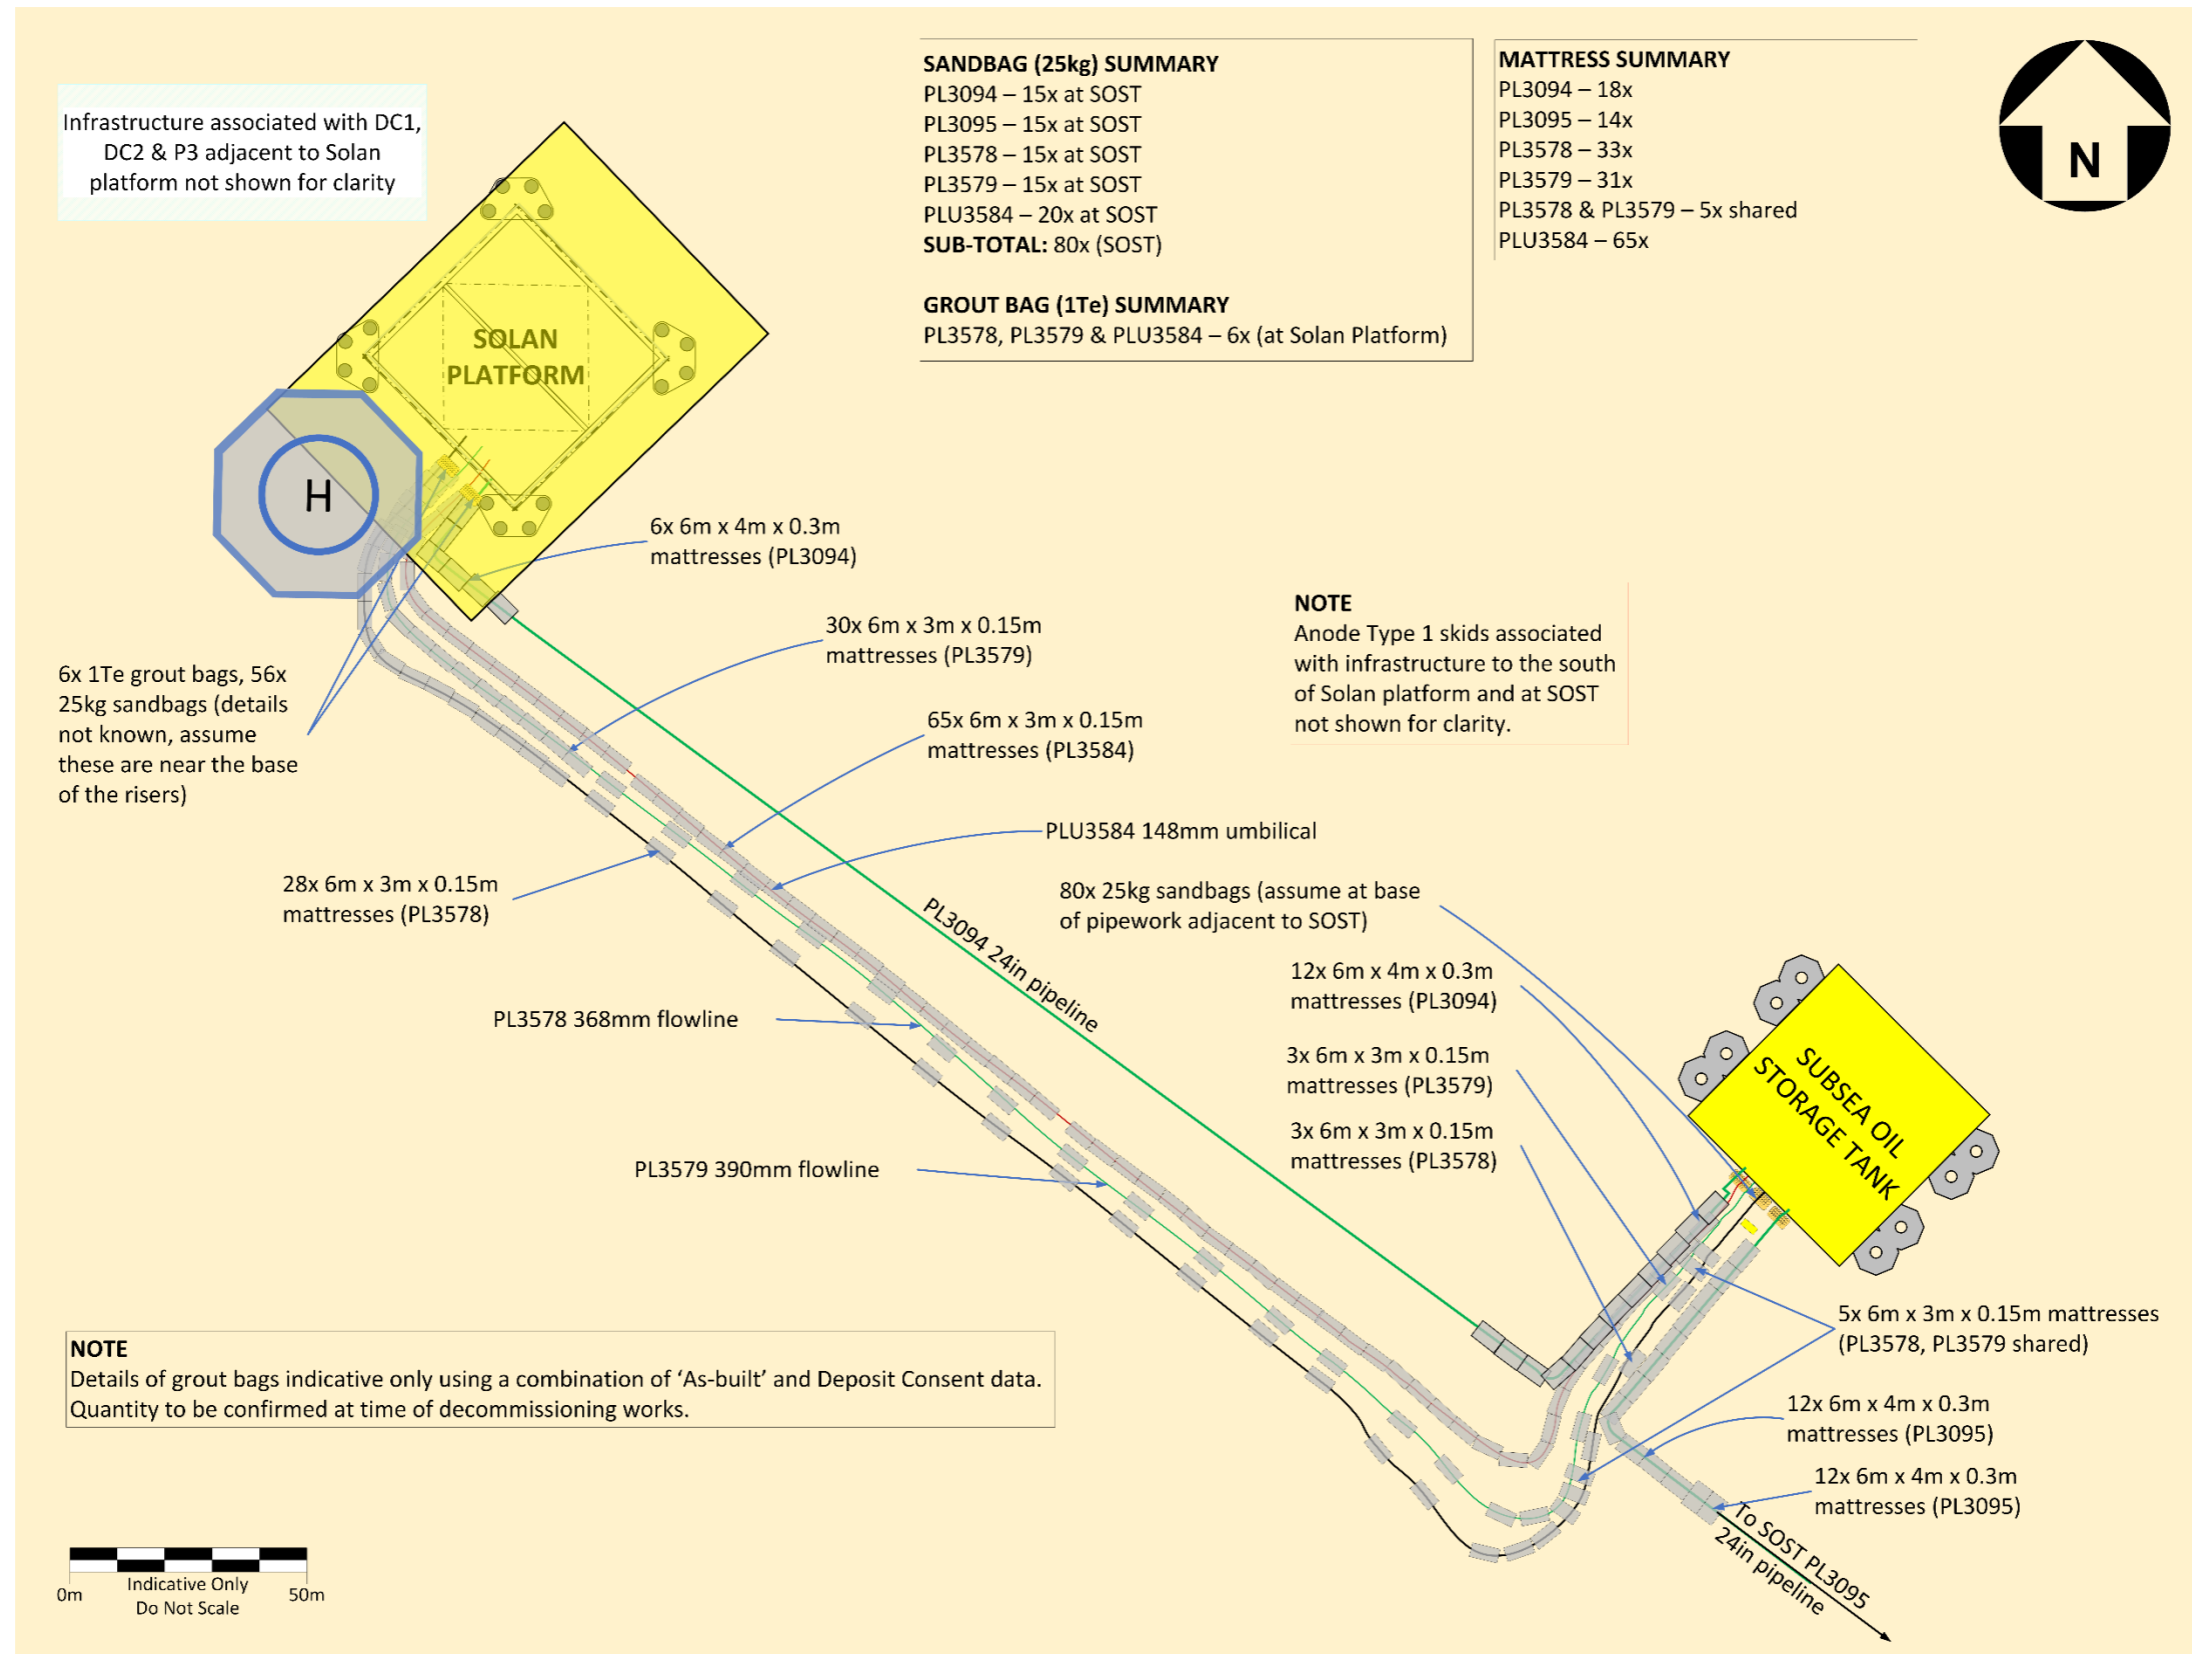 Infrastructure associated with DC1,
DC2 & P3 adjacent to Solan
platform not shown for clarity
SANDBAG (25kg) SUMMARY
PL3094 – 15x at SOST
PL3095 – 15x at SOST
PL3578 – 15x at SOST
PL3579 – 15x at SOST
PLU3584 – 20x at SOST
SUB-TOTAL: 80x (SOST)
GROUT BAG (1Te) SUMMARY
PL3578, PL3579 & PLU3584 – 6x (at Solan Platform)
MATTRESS SUMMARY
PL3094 – 18x
PL3095 – 14x
PL3578 – 33x
PL3579 – 31x
PL3578 & PL3579 – 5x shared
PLU3584 – 65x
N
SOLAN
PLATFORM
H
6x 6m x 4m x 0.3m
mattresses (PL3094)
30x 6m x 3m x 0.15m
mattresses (PL3579)
65x 6m x 3m x 0.15m
mattresses (PL3584)
NOTE
Anode Type 1 skids associated
with infrastructure to the south
of Solan platform and at SOST
not shown for clarity.
6x 1Te grout bags, 56x
25kg sandbags (details
not known, assume
these are near the base
of the risers)
PLU3584 148mm umbilical
28x 6m x 3m x 0.15m
mattresses (PL3578)
80x 25kg sandbags (assume at base
of pipework adjacent to SOST)
PL3094 24in pipeline
12x 6m x 4m x 0.3m
mattresses (PL3094)
PL3578 368mm flowline
3x 6m x 3m x 0.15m
mattresses (PL3579)
3x 6m x 3m x 0.15m
mattresses (PL3578)
SUBSEA OIL
STORAGE TANK
PL3579 390mm flowline
5x 6m x 3m x 0.15m mattresses
(PL3578, PL3579 shared)
NOTE
Details of grout bags indicative only using a combination of ‘As-built’ and Deposit Consent data.
Quantity to be confirmed at time of decommissioning works.
12x 6m x 4m x 0.3m
mattresses (PL3095)
12x 6m x 4m x 0.3m
mattresses (PL3095)
To SOST PL3095
24in pipeline
Indicative Only
0m
50m
Do Not Scale